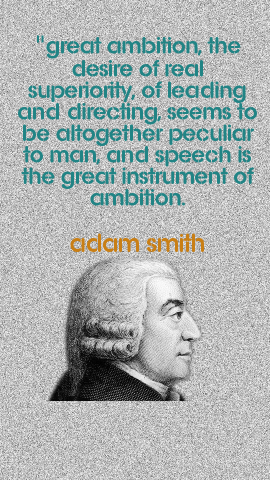 "great ambition, the
desire of real
superiority, of leading
and directing, seems to
be altogether peculiar
to man, and speech is
the great instrument of
ambition.
adam smith